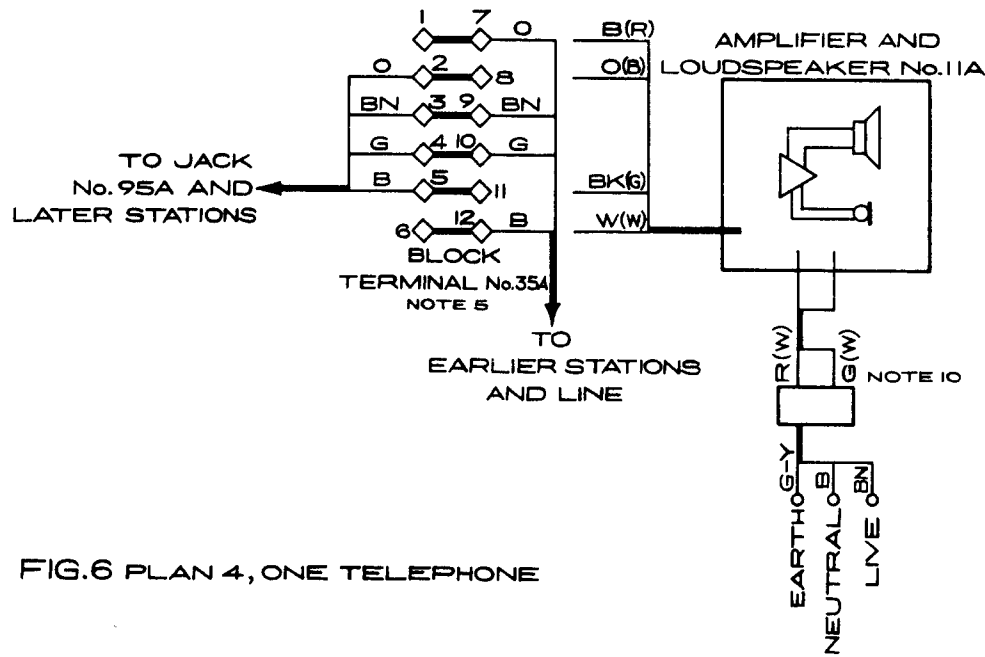 1 7 O
O 2 8
BN 3 9 BN
G 4 10 G
B 5 11
6 12 B
BLOCK
TERMINAL No.35A
NOTE 5
TO JACK
No. 95A AND
LATER STATIONS
TO
EARLIER STATIONS
AND LINE
B(R)
O(B)
BK(G)
W(W)
AMPLIFIER AND
LOUDSPEAKER No.11A
R(W)
G(W)
NOTE 10
G-Y
B
BN
EARTH
NEUTRAL
LIVE
FIG.6 PLAN 4, ONE TELEPHONE